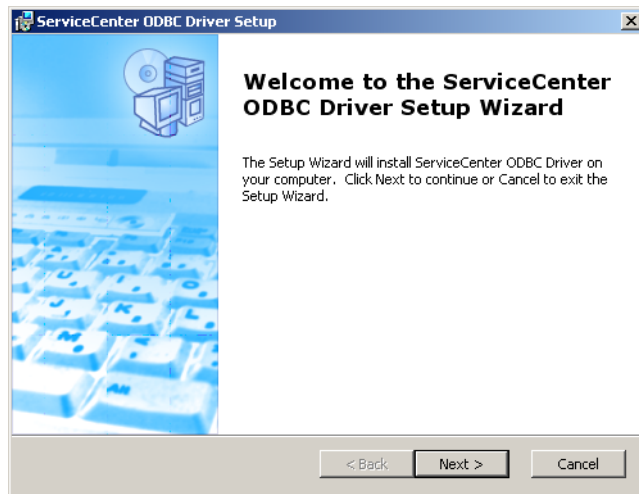 ServiceCenter ODBC Driver Setup
Welcome to the ServiceCenter
ODBC Driver Setup Wizard
The Setup Wizard will install ServiceCenter ODBC Driver on
your computer. Click Next to continue or Cancel to exit the
Setup Wizard.
< Back
Next >
Cancel